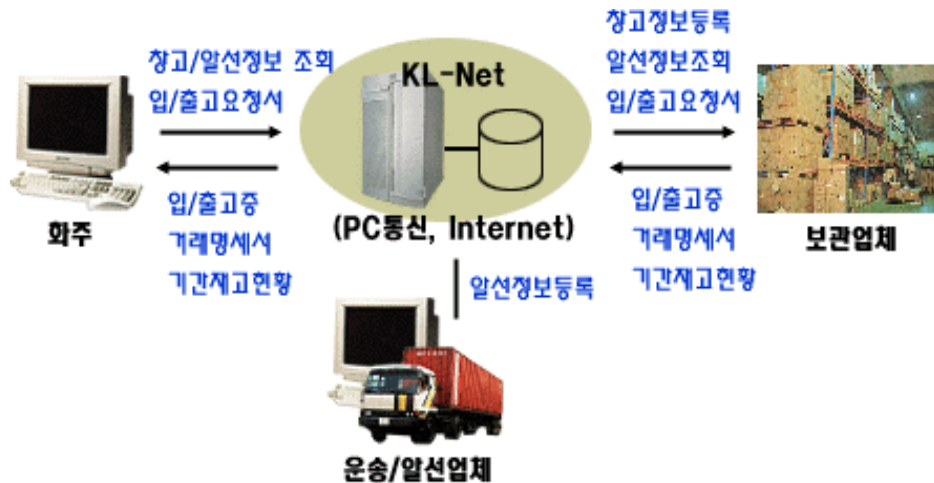 창고/알선정보 조회
입/출고요청서
KL-Net
창고정보등록
알선정보조회
입/출고요청서
화주
입/출고증
거래명세서
기간재고현황
(PC통신, Internet)
입/출고증
거래명세서
기간재고현황
보관업체
알선정보등록
운송/알선업체